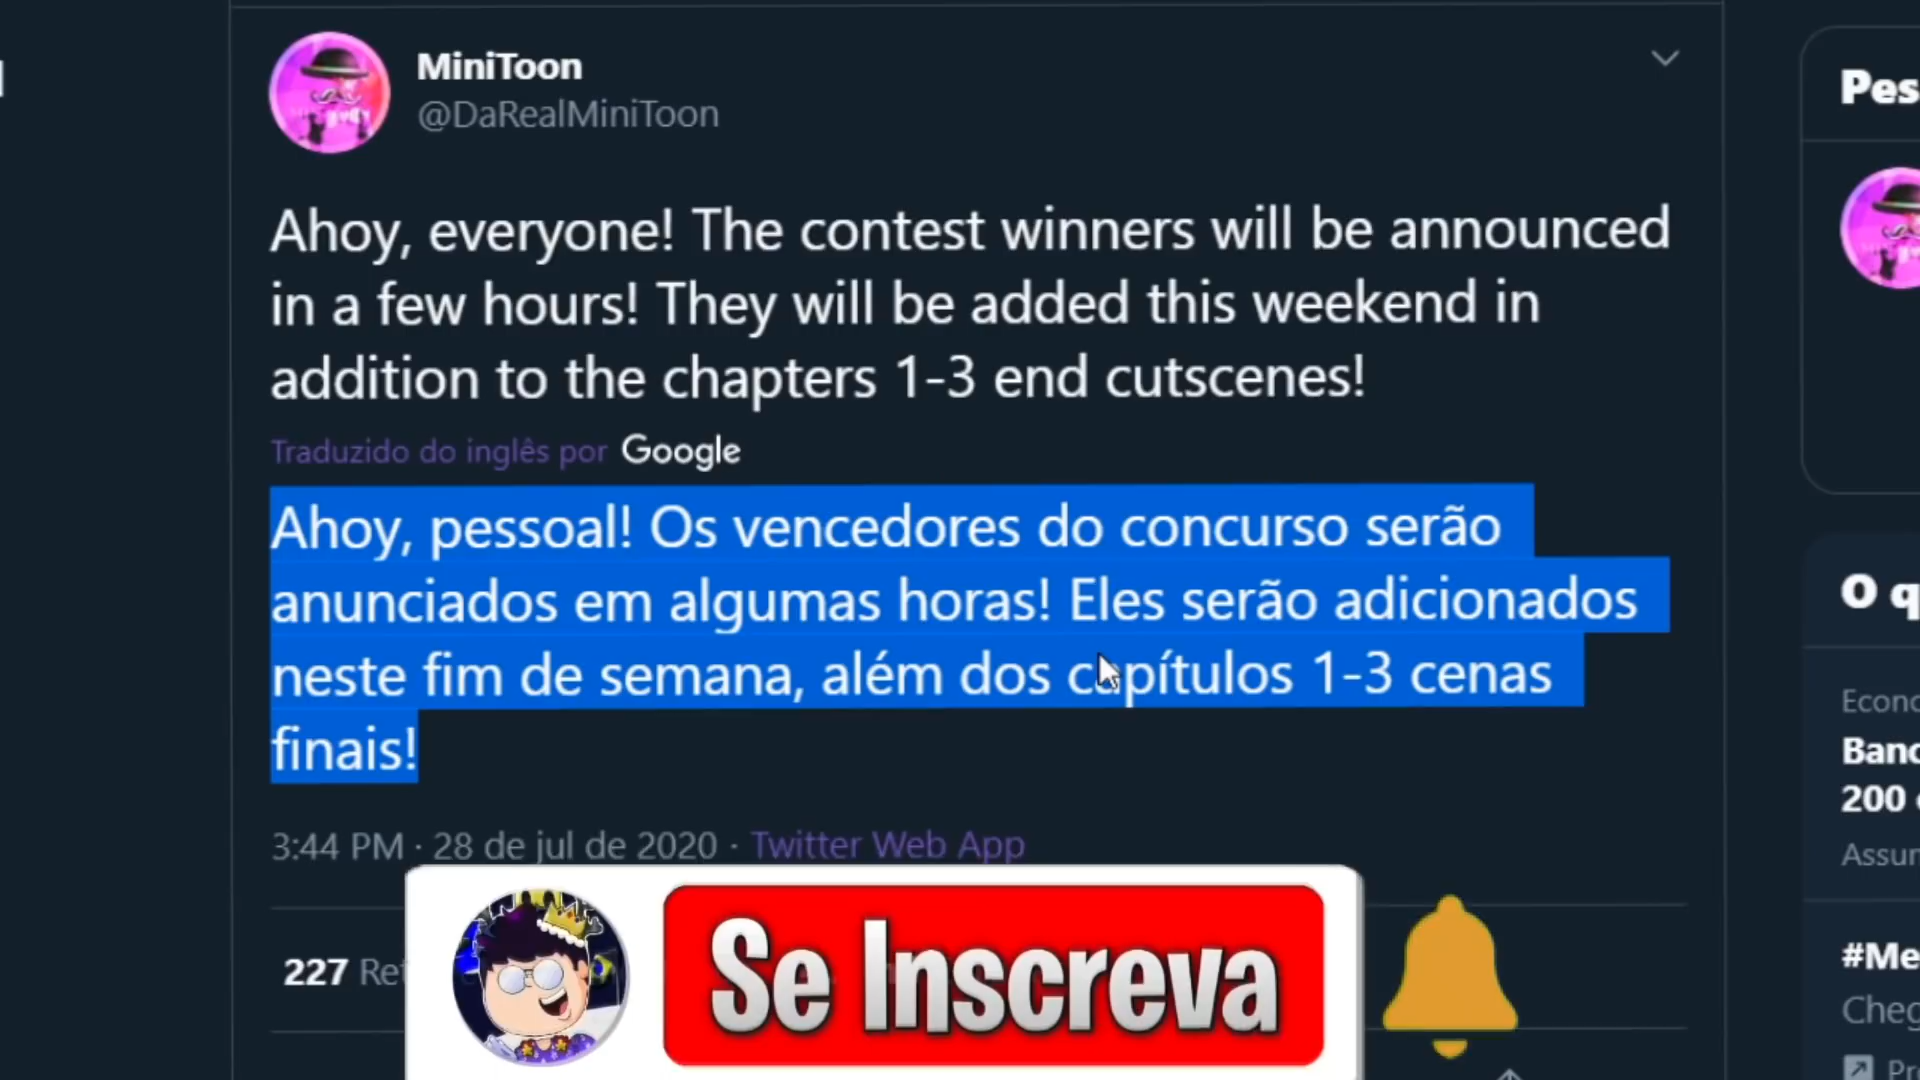 MiniToon
@DaRealMiniToon
Ahoy, everyone! The contest winners will be announced
in a few hours! They will be added this weekend in
addition to the chapters 1-3 end cutscenes!
Traduzido do inglês por Google
Ahoy, pessoal! Os vencedores do concurso serão
anunciados em algumas horas! Eles serão adicionados
neste fim de semana, além dos capítulos 1-3 cenas
finais!
3:44 PM · 28 de jul de 2020 · Twitter Web App
227
Se Inscreva
Pes
O q
Econo
Banc
200
Assun
#Me
Cheg
Pr